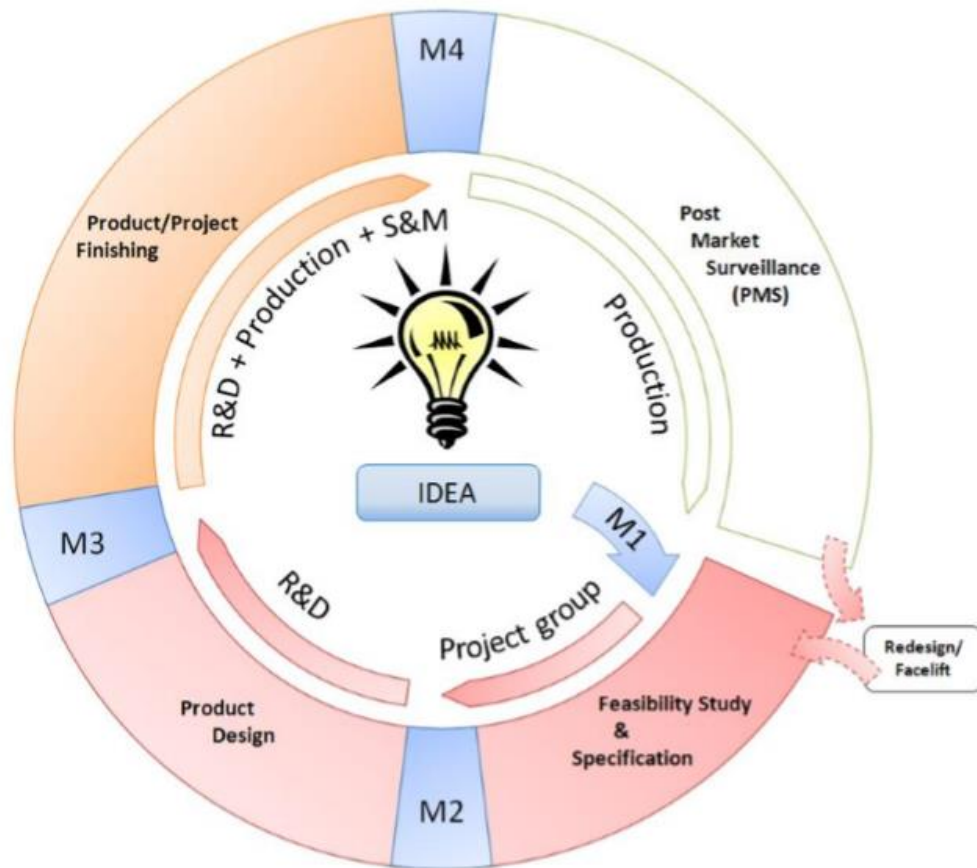 M4
Product/Project
Finishing
R&D + Production + S&M
Post
Market
Surveillance
(PMS)
Production
IDEA
M1
M3
R&D
Project group
Redesign/
Facelift
Product
Design
Feasibility Study
&
Specification
M2